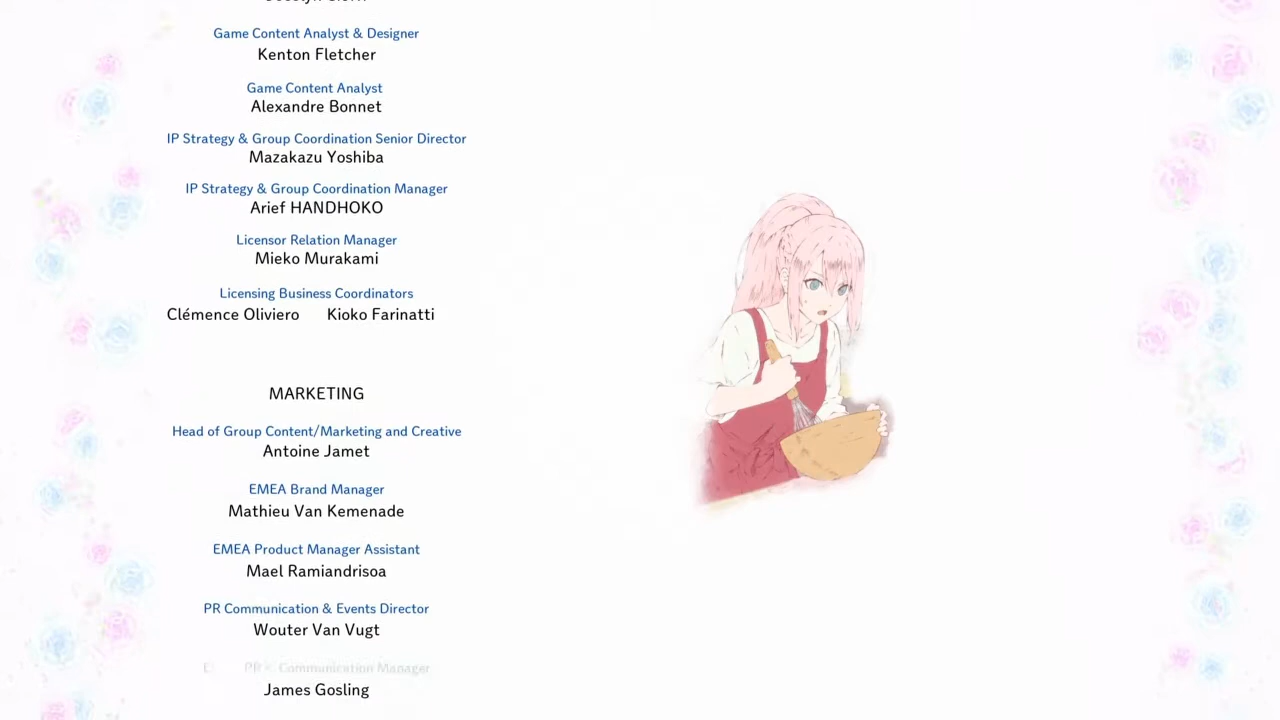 Game Content Analyst & Designer
Kenton Fletcher
Game Content Analyst
Alexandre Bonnet
IP Strategy & Group Coordination Senior Director
Mazakazu Yoshiba
IP Strategy & Group Coordination Manager
Arief HANDHOKO
Licensor Relation Manager
Mieko Murakami
Licensing Business Coordinators
Clémence Oliviero Kioko Farinatti
MARKETING
Head of Group Content/Marketing and Creative
Antoine Jamet
EMEA Brand Manager
Mathieu Van Kemenade
EMEA Product Manager Assistant
Mael Ramiandrisoa
PR Communication & Events Director
Wouter Van Vugt
PR Communication Manager
James Gosling